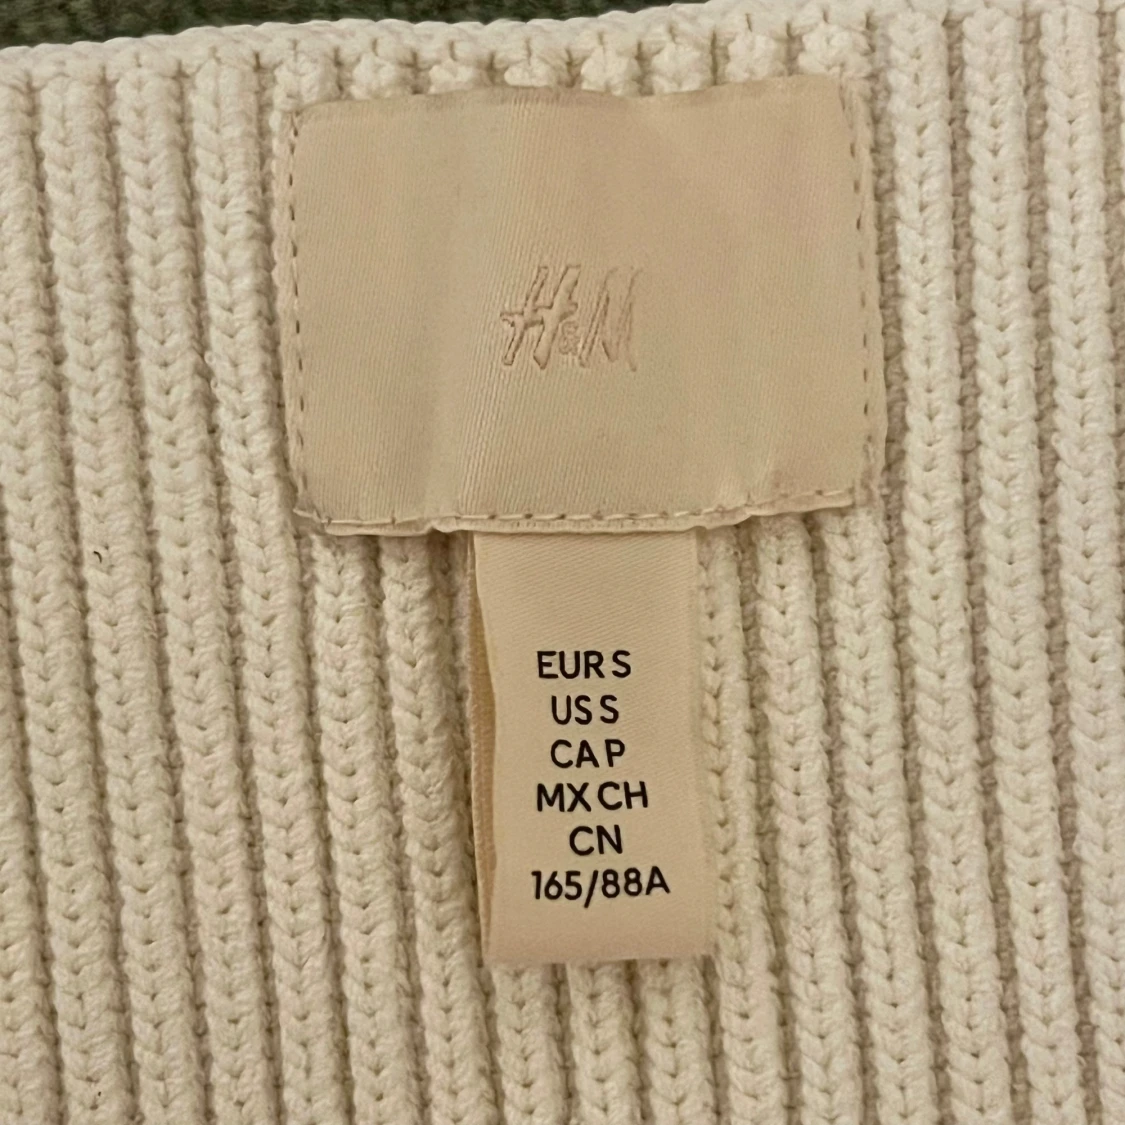 H&M
EUR S
US S
CA P
MX CH
CN
165/88A